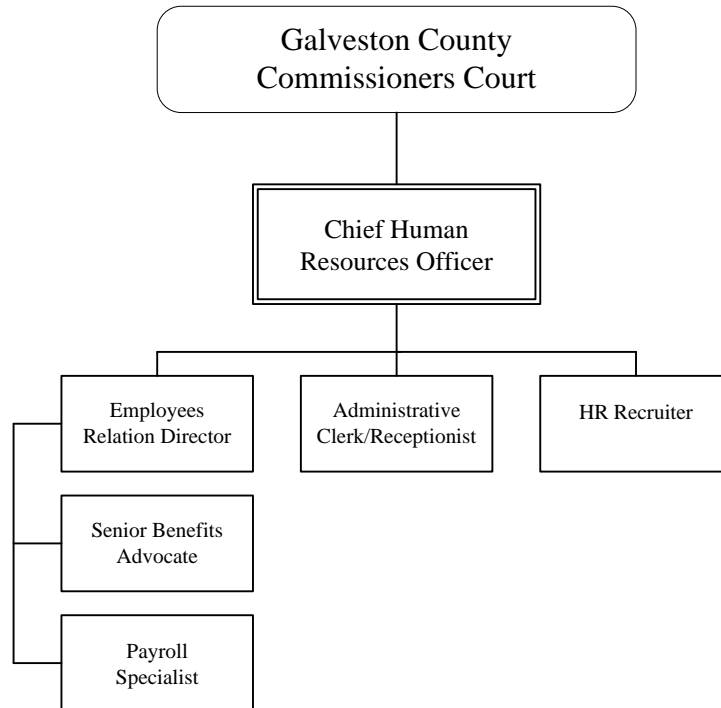 Galveston County
Commissioners Court
Chief Human
Resources Officer
Employees
Relation Director
Administrative
Clerk/Receptionist
HR Recruiter
Senior Benefits
Advocate
Payroll
Specialist